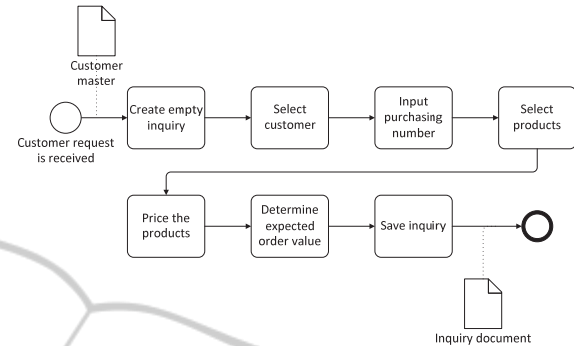 Customer
master
Customer request
is received
Create empty
inquiry
Select
customer
Input
purchasing
number
Select
products
Price the
products
Determine
expected
order value
Save inquiry
Inquiry document